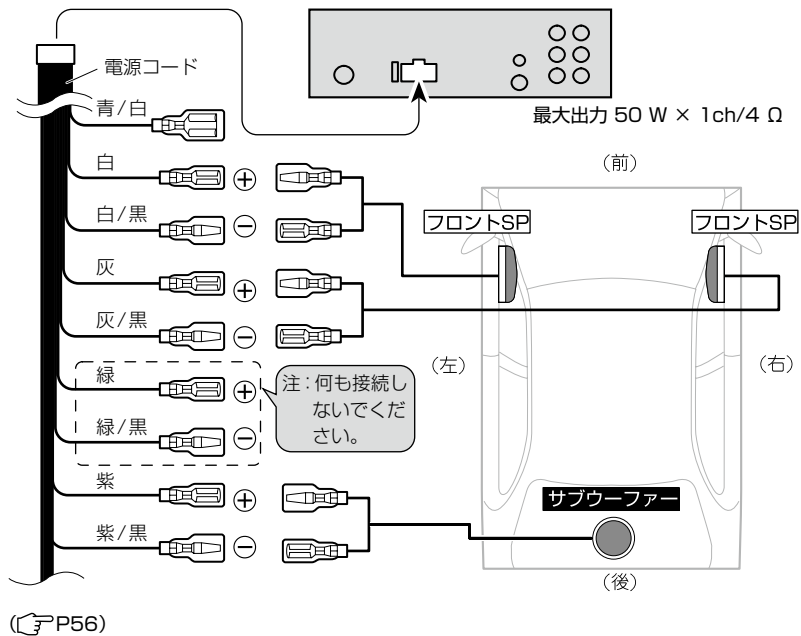 電源コード
青/白
最大出力 50 W × 1ch/4 Ω
白
⊕
(前)
白/黒
⊖
フロントSP
フロントSP
灰
⊕
灰/黒
⊖
(左)
(右)
緑
⊕
注:何も接続し
ないでくだ
さい。
緑/黒
⊖
紫
⊕
サブウーファー
紫/黒
⊖
(後)
(☞P56)